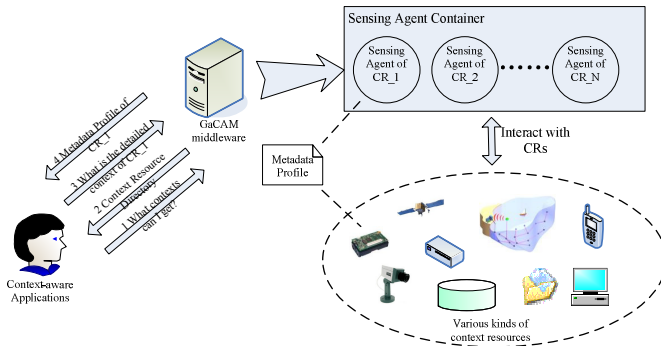 Sensing Agent Container
Sensing
Agent of
CR_1
Sensing
Agent of
CR_2
Sensing
Agent of
CR_N
GaCAM
middleware
4 Metadata Profile of
CR_1
3 What is the detailed
context of CR_1
2 Context Resource
Directory
1 What contexts
can I get?
Context-aware
Applications
Metadata
Profile
Interact with
CRs
Various kinds of
context resources